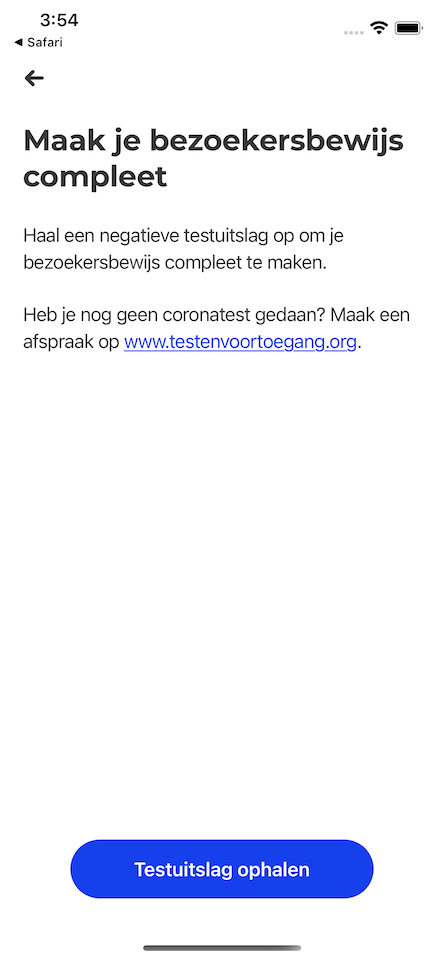 3:54
◀ Safari
Maak je bezoekersbewijs
compleet
Haal een negatieve testuitslag op om je
bezoekersbewijs compleet te maken.
Heb je nog geen coronatest gedaan? Maak een
afspraak op www.testenvoortoegang.org.
Testuitslag ophalen